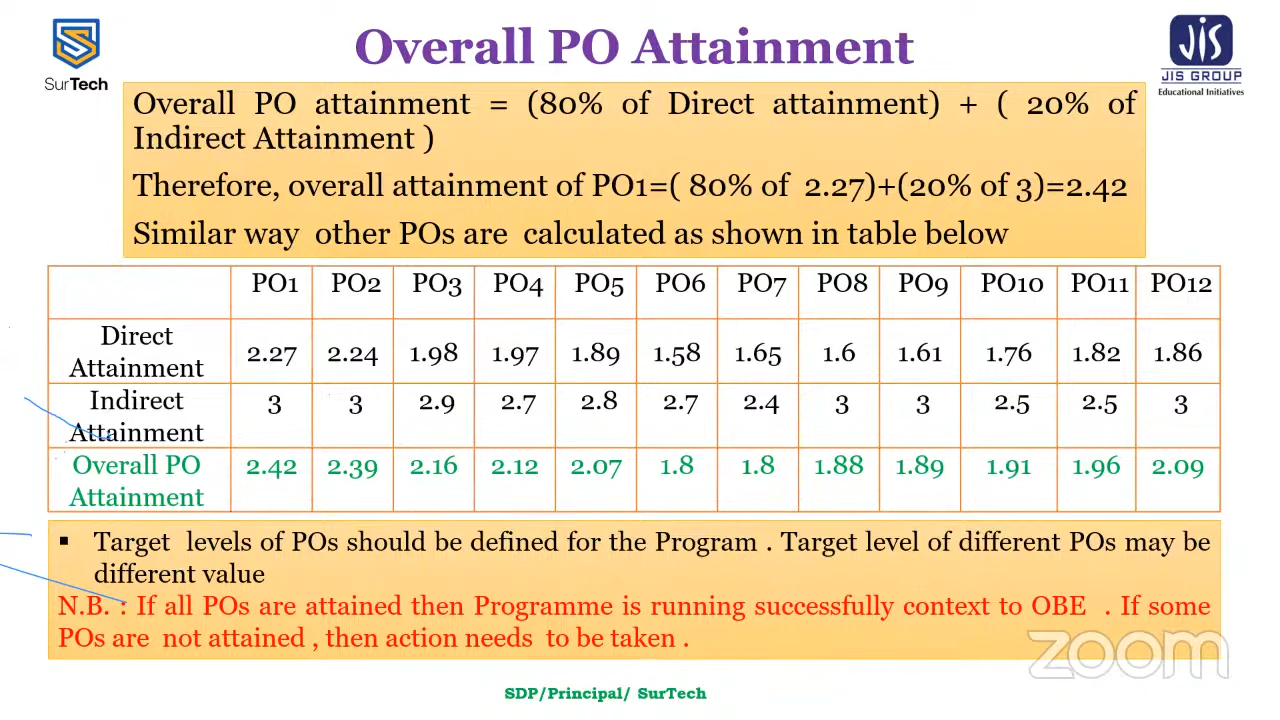 SurTech
Overall PO Attainment
JIS
JIS GROUP
Educational Initiatives
Overall PO attainment = (80% of Direct attainment) + ( 20% of
Indirect Attainment )
Therefore, overall attainment of PO1=( 80% of 2.27)+(20% of 3)=2.42
Similar way other POs are calculated as shown in table below
PO1 PO2 PO3 PO4 PO5 PO6 PO7 PO8 PO9 PO10 PO11 PO12
Direct
Attainment 2.27 2.24 1.98 1.97 1.89 1.58 1.65 1.6 1.61 1.76 1.82 1.86
Indirect 3 3 2.9 2.7 2.8 2.7 2.4 3 3 2.5 2.5 3
Attainment
Overall PO 2.42 2.39 2.16 2.12 2.07 1.8 1.8 1.88 1.89 1.91 1.96 2.09
Attainment
▪ Target levels of POs should be defined for the Program . Target level of different POs may be
different value
N.B. : If all POs are attained then Programme is running successfully context to OBE . If some
POs are not attained , then action needs to be taken .
zoom
SDP/Principal/ SurTech